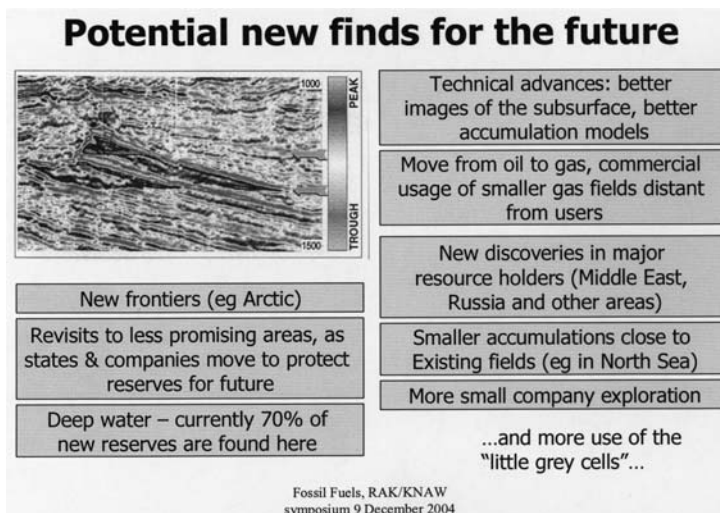 Potential new finds for the future
1000
PEAK
TROUGH
1500
New frontiers (eg Arctic)
Revisits to less promising areas, as
states & companies move to protect
reserves for future
Deep water – currently 70% of
new reserves are found here
Technical advances: better
images of the subsurface, better
accumulation models
Move from oil to gas, commercial
usage of smaller gas fields distant
from users
New discoveries in major
resource holders (Middle East,
Russia and other areas)
Smaller accumulations close to
Existing fields (eg in North Sea)
More small company exploration
...and more use of the
“little grey cells”...
Fossil Fuels, RAK/KNAW
symposium 9 December 2004